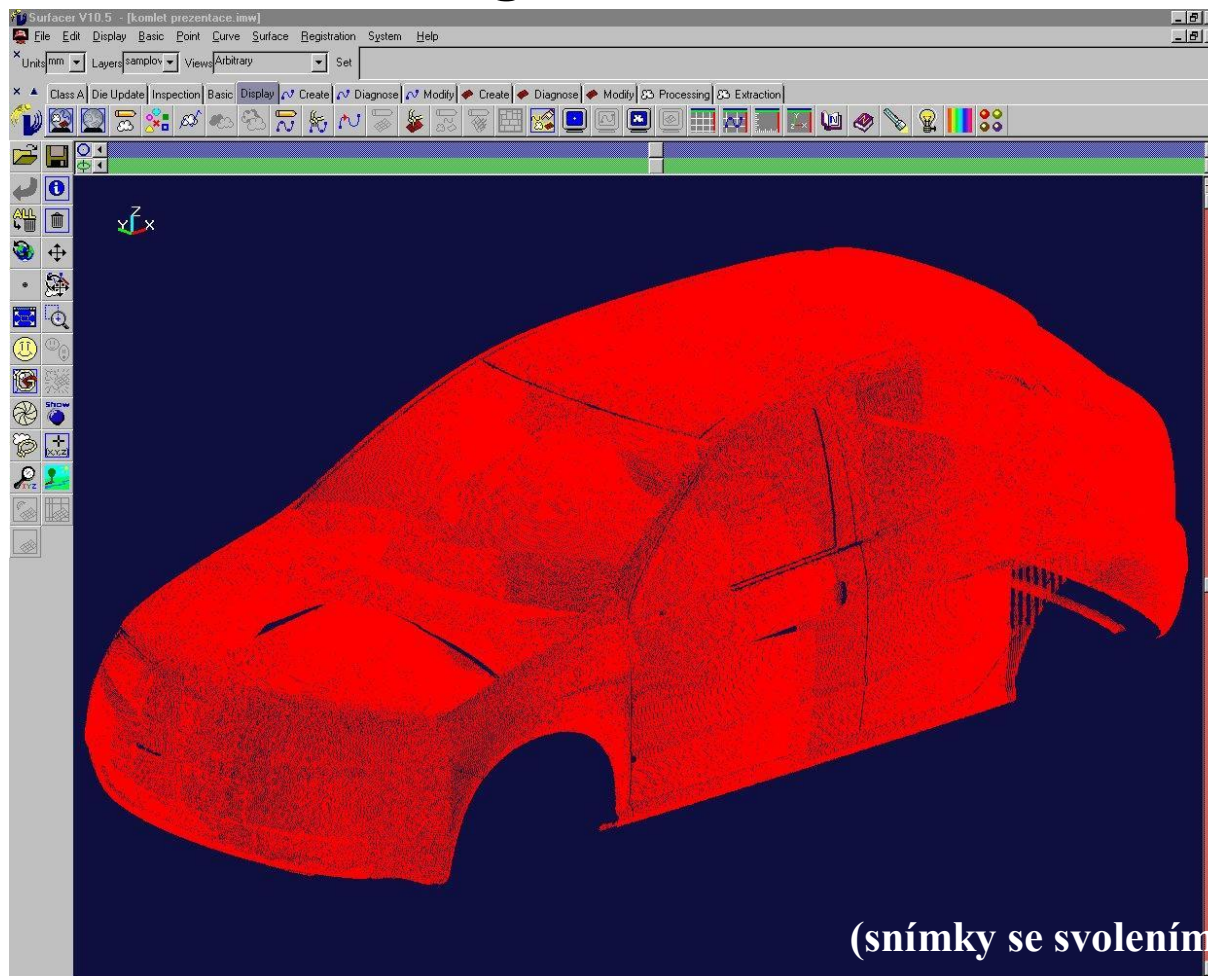 Surfacer V10.5 - [komlet prezentace.imw]
File Edit Display Basic Point Curve Surface Registration System Help
Units mm Layers samplov Views Arbitrary Set
Class A Die Update Inspection Basic Display Create Diagnose Modify Create Diagnose Modify Processing Extraction
ALL
Show
X,Y,Z
XYZ
Z
Y X
(snímky se svolením